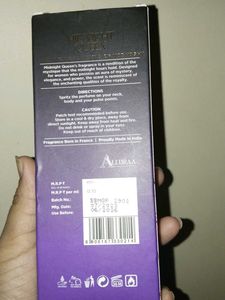 MIDNIGHT
QUEEN
Midnight Queen's fragrance is a rendition of the
mystique that the midnight hours hold. Designed
for women who possess an aura of mystery,
elegance, and power, the scent is reminiscent
of the enchanting qualities of the royalty.
DIRECTIONS
Spritz the perfume on your neck,
body and your pulse points.
CAUTION
Patch test recommended before use.
Store in a cool & dry place, away from
direct sunlight. Keep away from heat and fire.
Do not drink or spray in your eyes.
Keep out of reach of children.
Fragrance Born in France | Proudly Made in India
M.R.P ₹
M.R.P ₹ per ml
Batch No.
Mfg. Date:
Use Before: